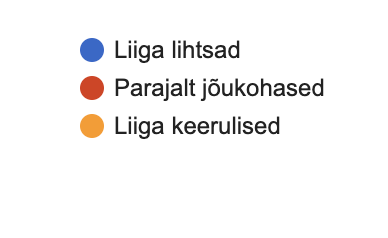 Liiga lihtsad
Parajalt jõukohased
Liiga keerulised